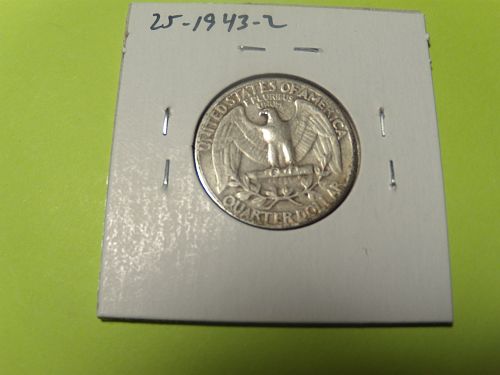 25-1943-2
UNITED STATES OF AMERICA
E PLURIBUS
UNUM
QUARTER DOLLAR